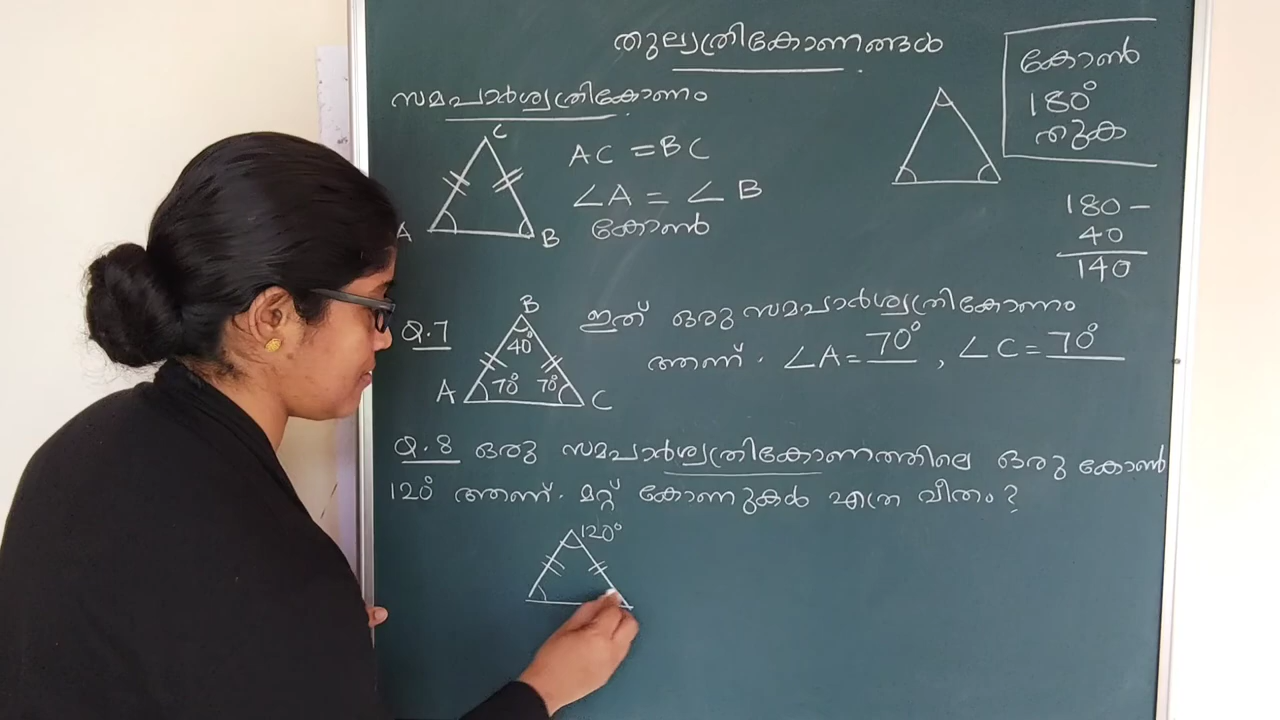 തുല്യത്രികോണങ്ങൾ
സമപാർശ്വത്രികോണം
C
A
B
AC = BC
∠A = ∠B
കോൺ
കോൺ
180°
തുക
180 –
40
140
Q.7
B
40°
70° 70°
A
C
ഇത് ഒരു സമപാർശ്വത്രികോണം
ആണ്. ∠A = 70°, ∠C = 70°
Q.8 ഒരു സമപാർശ്വത്രികോണത്തിലെ ഒരു കോൺ
120° ആണ്. മറ്റ് കോണുകൾ എത്ര വീതം?
120°